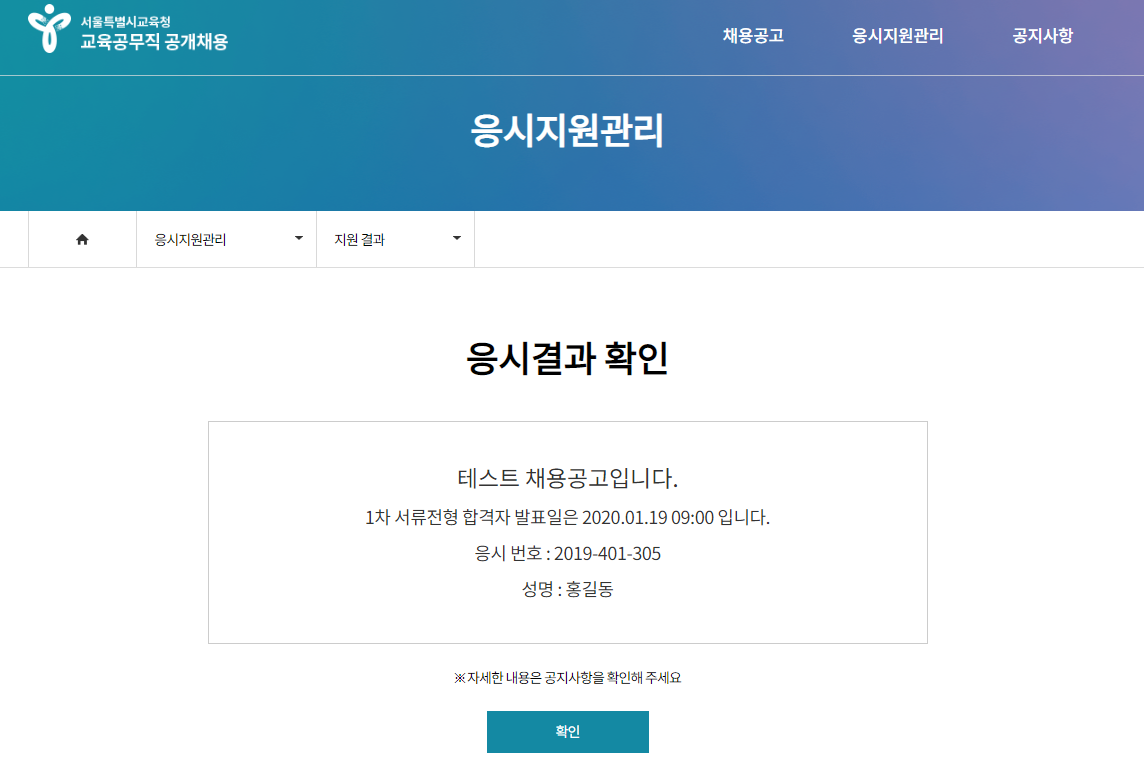 서울특별시교육청
교육공무직 공개채용
채용공고 응시지원관리 공지사항
응시지원관리
응시지원관리 지원 결과
응시결과 확인
테스트 채용공고입니다.
1차 서류전형 합격자 발표일은 2020.01.19 09:00 입니다.
응시 번호 : 2019-401-305
성명 : 홍길동
※ 자세한 내용은 공지사항을 확인해 주세요
확인